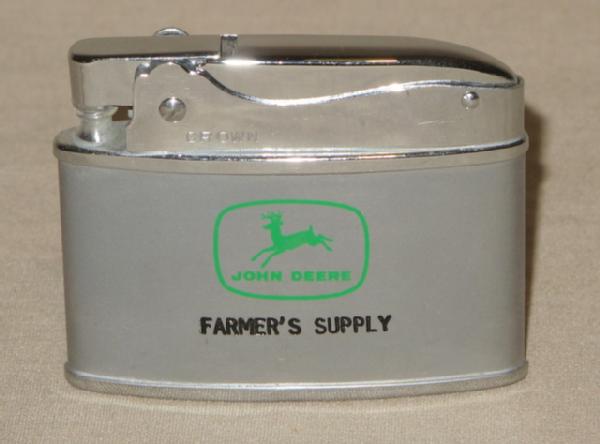 CROWN
JOHN DEERE
FARMER'S SUPPLY